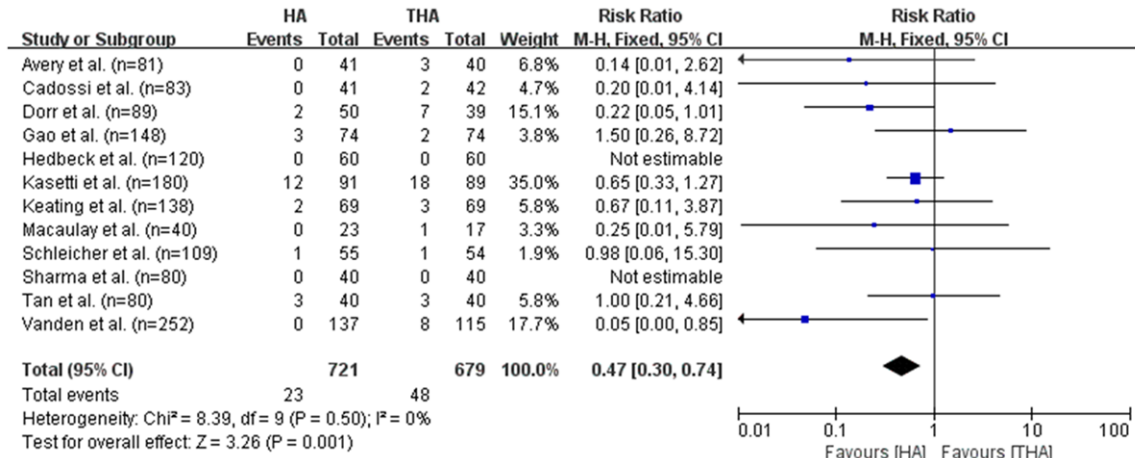 HA THA Risk Ratio Risk Ratio
Study or Subgroup Events Total Events Total Weight M-H, Fixed, 95% CI M-H, Fixed, 95% CI
Avery et al. (n=81) 0 41 3 40 6.8% 0.14 [0.01, 2.62]
Cadossi et al. (n=83) 0 41 2 42 4.7% 0.20 [0.01, 4.14]
Dorr et al. (n=89) 2 50 7 39 15.1% 0.22 [0.05, 1.01]
Gao et al. (n=148) 3 74 2 74 3.8% 1.50 [0.26, 8.72]
Hedbeck et al. (n=120) 0 60 0 60 Not estimable
Kasetti et al. (n=180) 12 91 18 89 35.0% 0.65 [0.33, 1.27]
Keating et al. (n=138) 2 69 3 69 5.8% 0.67 [0.11, 3.87]
Macaulay et al. (n=40) 0 23 1 17 3.3% 0.25 [0.01, 5.79]
Schleicher et al. (n=109) 1 55 1 54 1.9% 0.98 [0.06, 15.30]
Sharma et al. (n=80) 0 40 0 40 Not estimable
Tan et al. (n=80) 3 40 3 40 5.8% 1.00 [0.21, 4.66]
Vanden et al. (n=252) 0 137 8 115 17.7% 0.05 [0.00, 0.85]
Total (95% CI) 721 679 100.0% 0.47 [0.30, 0.74]
Total events 23 48
Heterogeneity: Chi² = 8.39, df = 9 (P = 0.50); I² = 0%
Test for overall effect: Z = 3.26 (P = 0.001)
0.01 0.1 1 10 100
Favours [HA] Favours [THA]